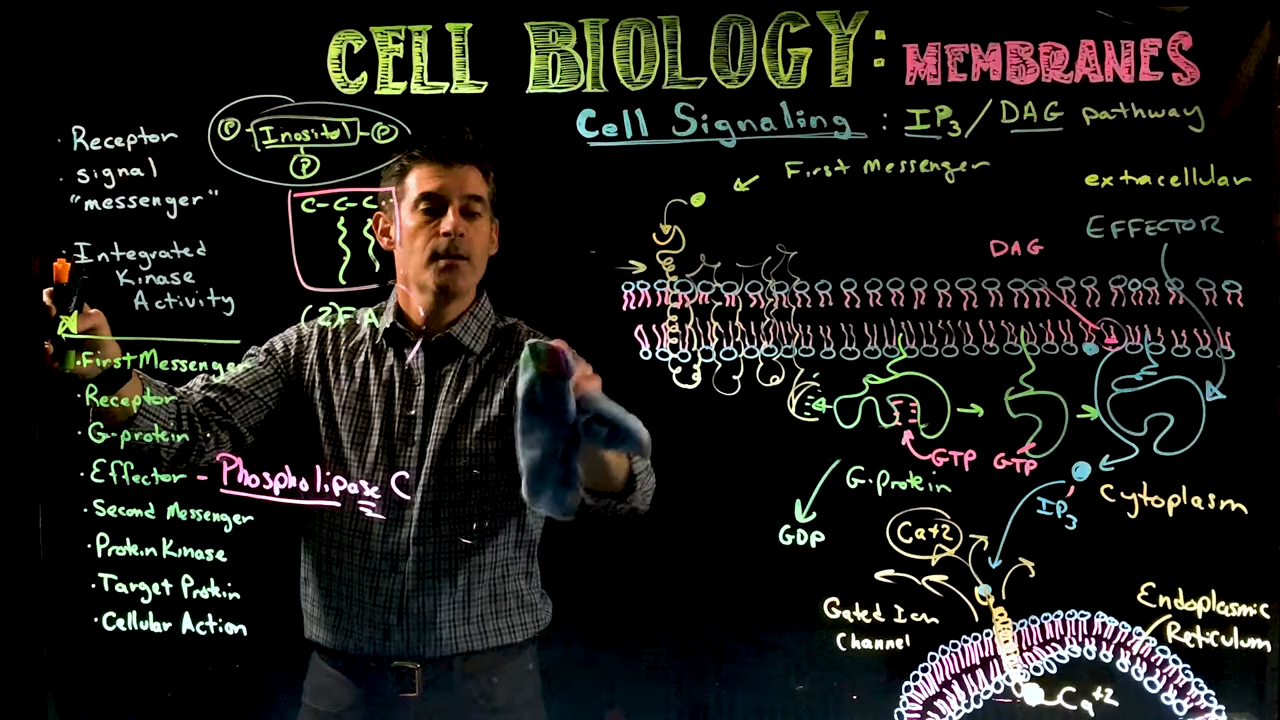 CELL BIOLOGY: MEMBRANES
Cell Signaling : IP3/DAG pathway
· Receptor
· signal
"messenger"
· Integrated
Kinase
Activity
P - Inositol - P
P
C-C-C
(2) FA
· First Messenger
· Receptor
· G-protein
· Effector - Phospholipase C
· Second Messenger
· Protein Kinase
· Target Protein
· Cellular Action
First Messenger
extracellular
EFFECTOR
DAG
GTP
GTP
G-protein
GDP
IP3
Cytoplasm
Ca+2
Gated Ion
Channel
Endoplasmic
Reticulum
Ca+2